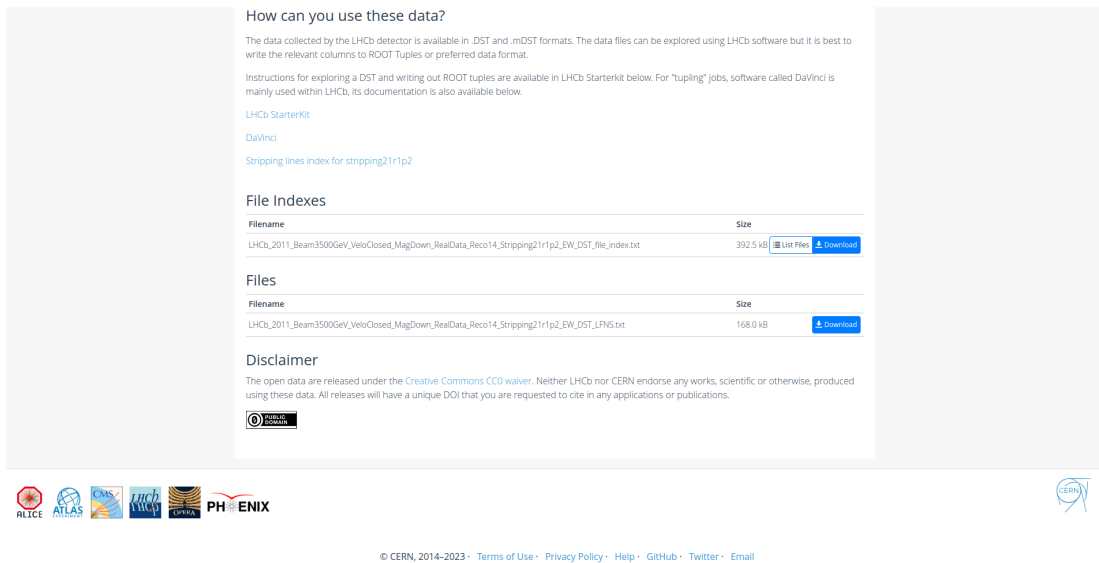 How can you use these data?
The data collected by the LHCb detector is available in .DST and .mDST formats. The data files can be explored using LHCb software but it is best to
write the relevant columns to ROOT Tuples or preferred data format.
Instructions for exploring a DST and writing out ROOT tuples are available in LHCb Starterkit below. For "tupling" jobs, software called DaVinci is
mainly used within LHCb, its documentation is also available below.
LHCb StarterKit
DaVinci
Stripping lines index for stripping21r1p2
File Indexes
Filename Size
LHCb_2011_Beam3500GeV_VeloClosed_MagDown_RealData_Reco14_Stripping21r1p2_EW_DST_file_index.txt 392.5 kB List Files Download
Files
Filename Size
LHCb_2011_Beam3500GeV_VeloClosed_MagDown_RealData_Reco14_Stripping21r1p2_EW_DST_LFNS.txt 168.0 kB Download
Disclaimer
The open data are released under the Creative Commons CC0 waiver. Neither LHCb nor CERN endorse any works, scientific or otherwise, produced
using these data. All releases will have a unique DOI that you are requested to cite in any applications or publications.
0 PUBLIC DOMAIN
ALICE ATLAS EXPERIMENT CMS LHCb LHCb OPERA PHENIX CERN
© CERN, 2014–2023 · Terms of Use · Privacy Policy · Help · GitHub · Twitter · Email